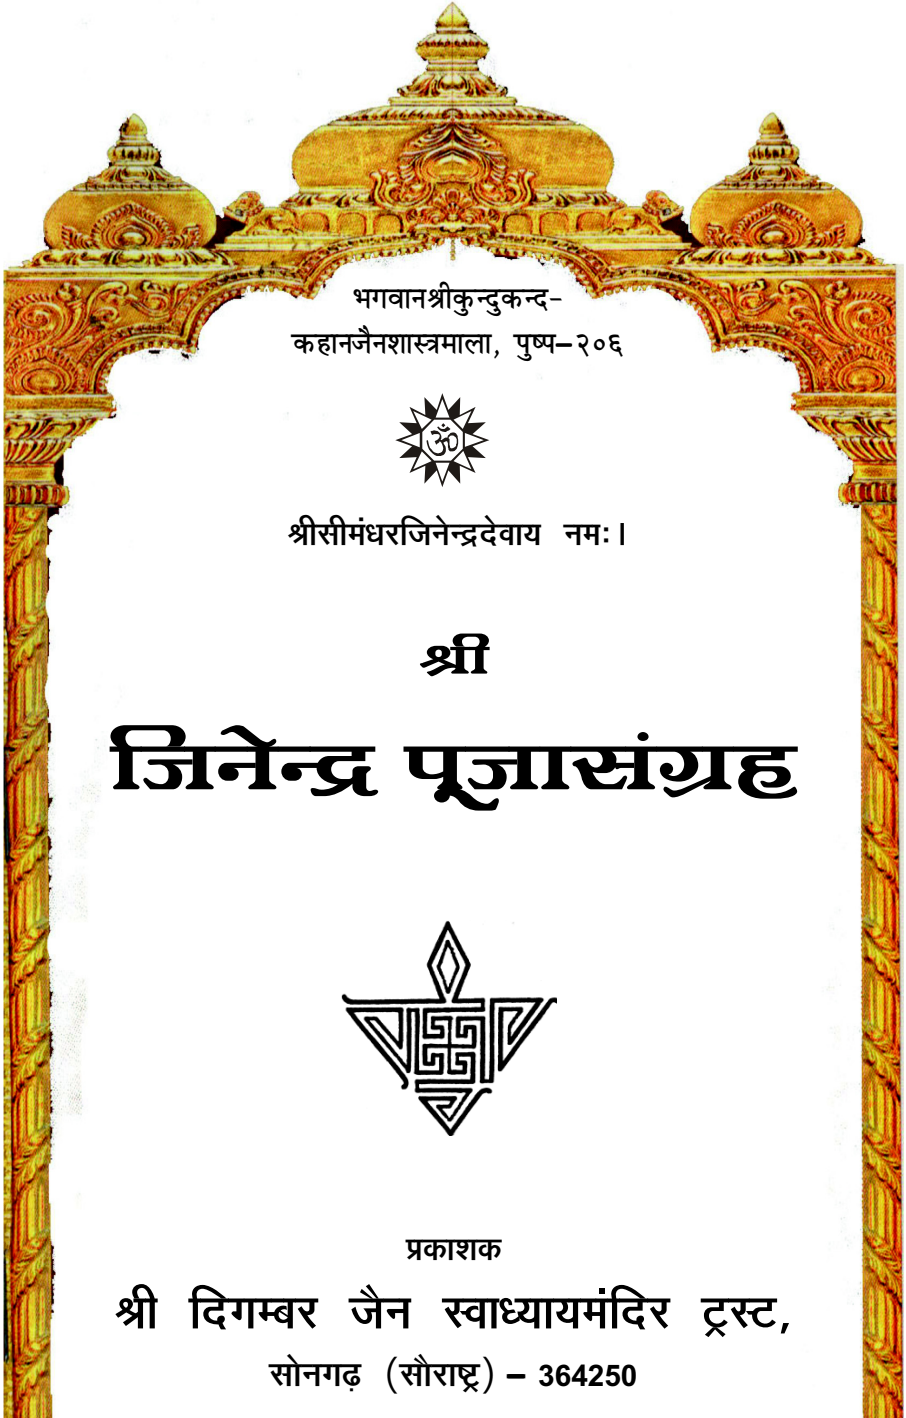 भगवानश्रीकुन्दुकन्द-
कहानजैनशास्त्रमाला, पुष्प–२०६
ॐ
श्रीसीमंधरजिनेन्द्रदेवाय नमः।
श्री
जिनेन्द्र पूजासंग्रह
प्रकाशक
श्री दिगम्बर जैन स्वाध्यायमंदिर ट्रस्ट,
सोनगढ़ (सौराष्ट्र) – 364250